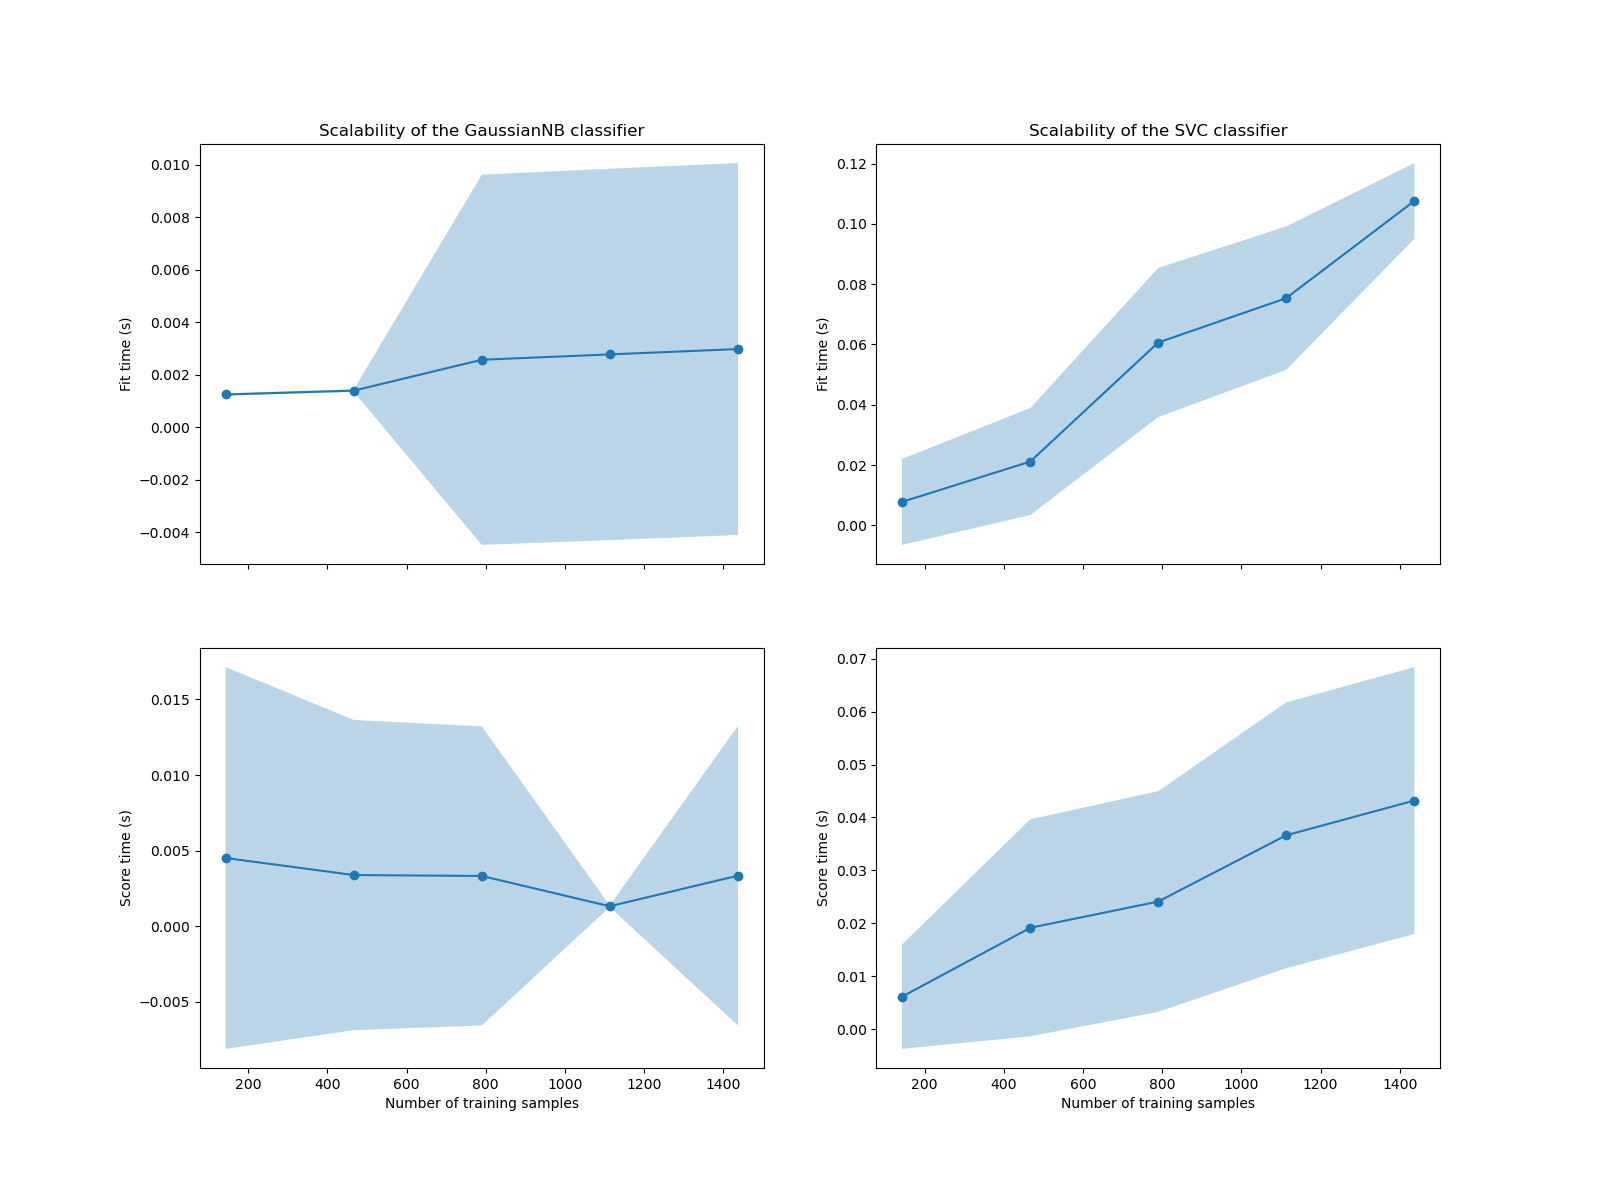 Scalability of the GaussianNB classifier
0.010
0.008
0.006
0.004
0.002
0.000
−0.002
−0.004
Fit time (s)
Scalability of the SVC classifier
0.12
0.10
0.08
0.06
0.04
0.02
0.00
Fit time (s)
0.015
0.010
0.005
0.000
−0.005
Score time (s)
200 400 600 800 1000 1200 1400
Number of training samples
0.07
0.06
0.05
0.04
0.03
0.02
0.01
0.00
Score time (s)
200 400 600 800 1000 1200 1400
Number of training samples